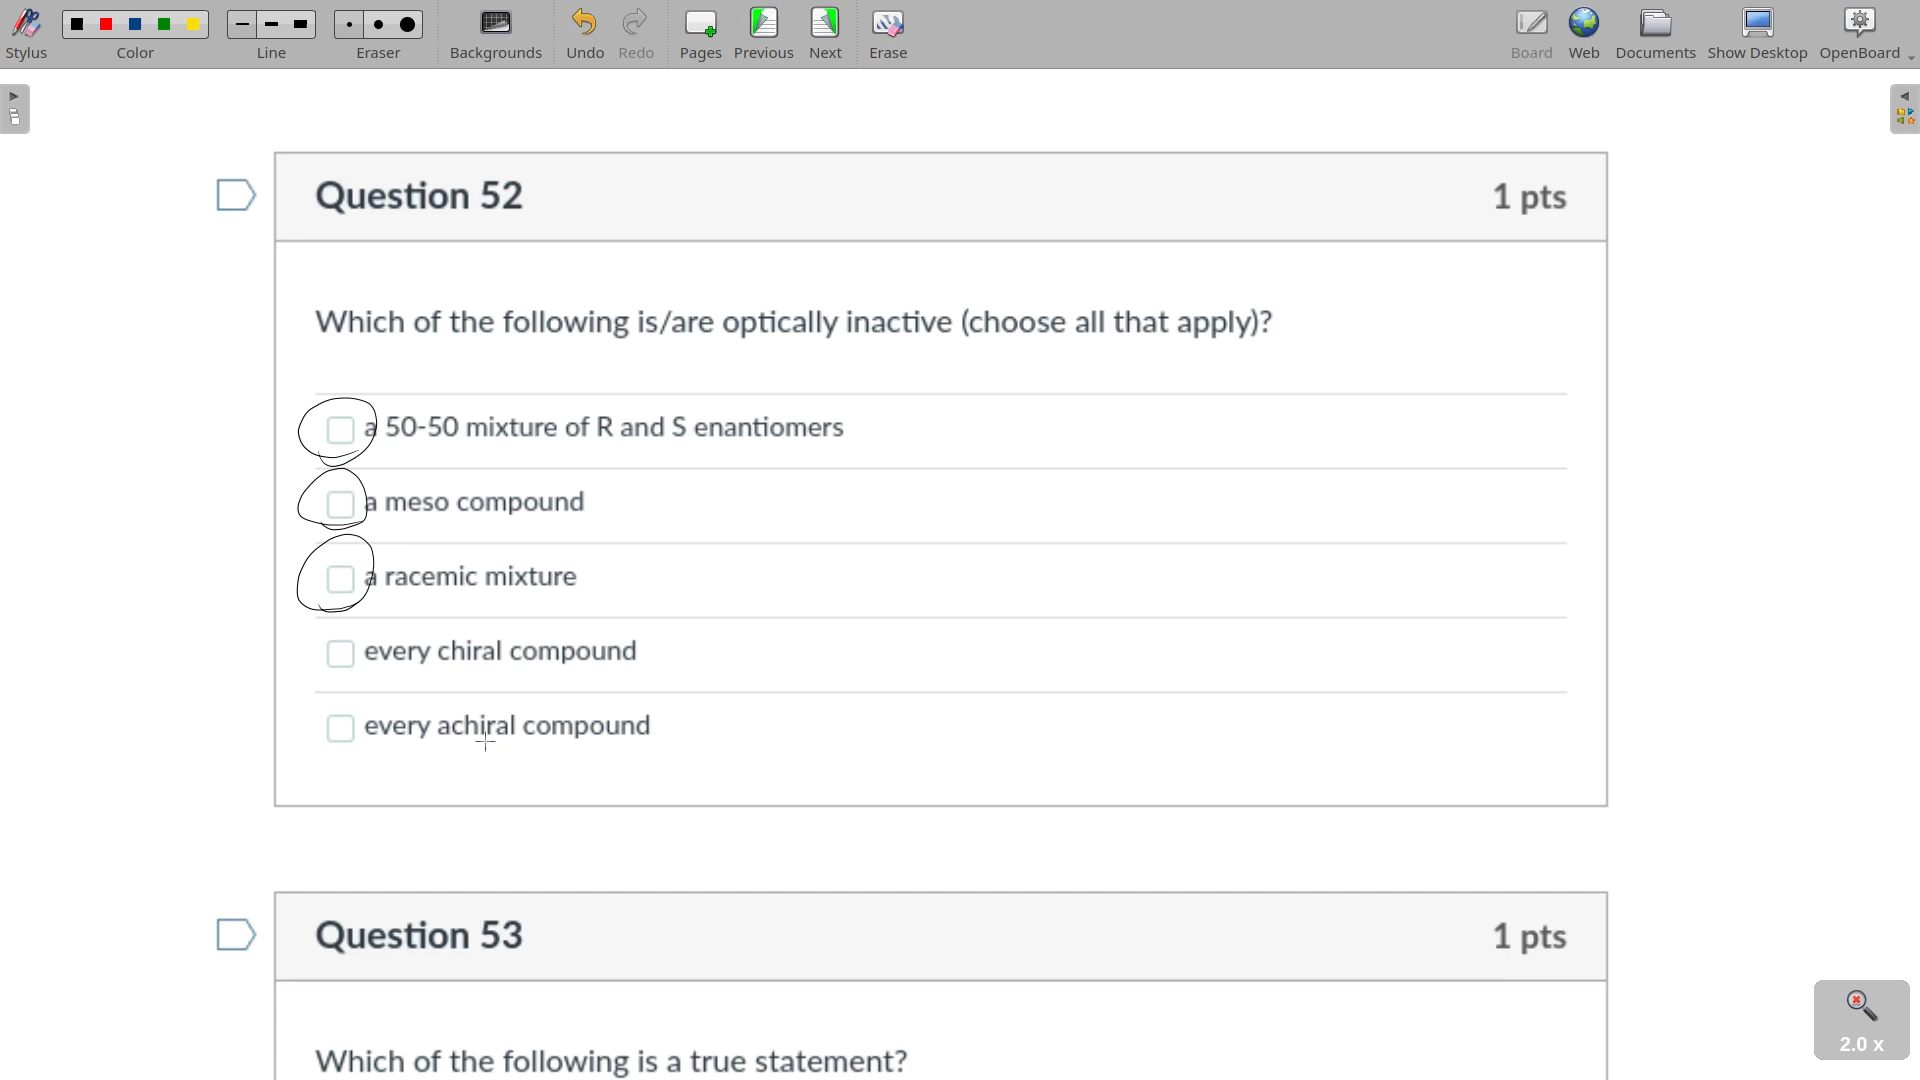 Stylus Color Line Eraser Backgrounds Undo Redo Pages Previous Next Erase Board Web Documents Show Desktop OpenBoard
Question 52 1 pts
Which of the following is/are optically inactive (choose all that apply)?
a 50-50 mixture of R and S enantiomers
a meso compound
a racemic mixture
every chiral compound
every achiral compound
Question 53 1 pts
Which of the following is a true statement?
2.0 x